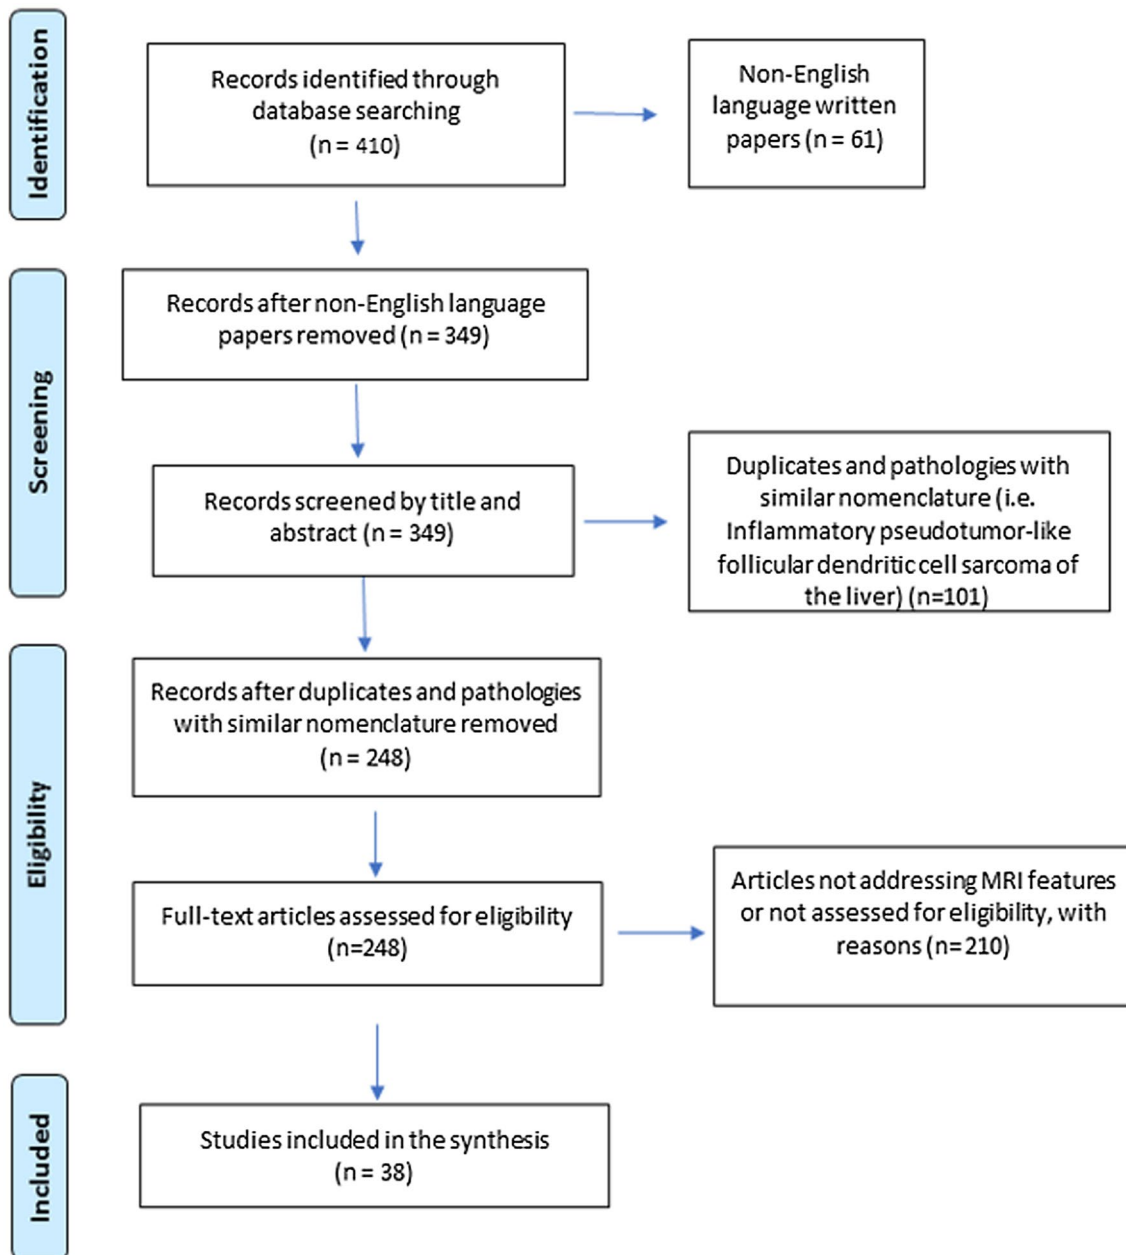 Identification
Records identified through
database searching
(n = 410)
Non-English
language written
papers (n = 61)
Screening
Records after non-English language
papers removed (n = 349)
Records screened by title and
abstract (n = 349)
Duplicates and pathologies with
similar nomenclature (i.e.
Inflammatory pseudotumor-like
follicular dendritic cell sarcoma of
the liver) (n=101)
Eligibility
Records after duplicates and pathologies
with similar nomenclature removed
(n = 248)
Full-text articles assessed for eligibility
(n=248)
Articles not addressing MRI features
or not assessed for eligibility, with
reasons (n=210)
Included
Studies included in the synthesis
(n = 38)